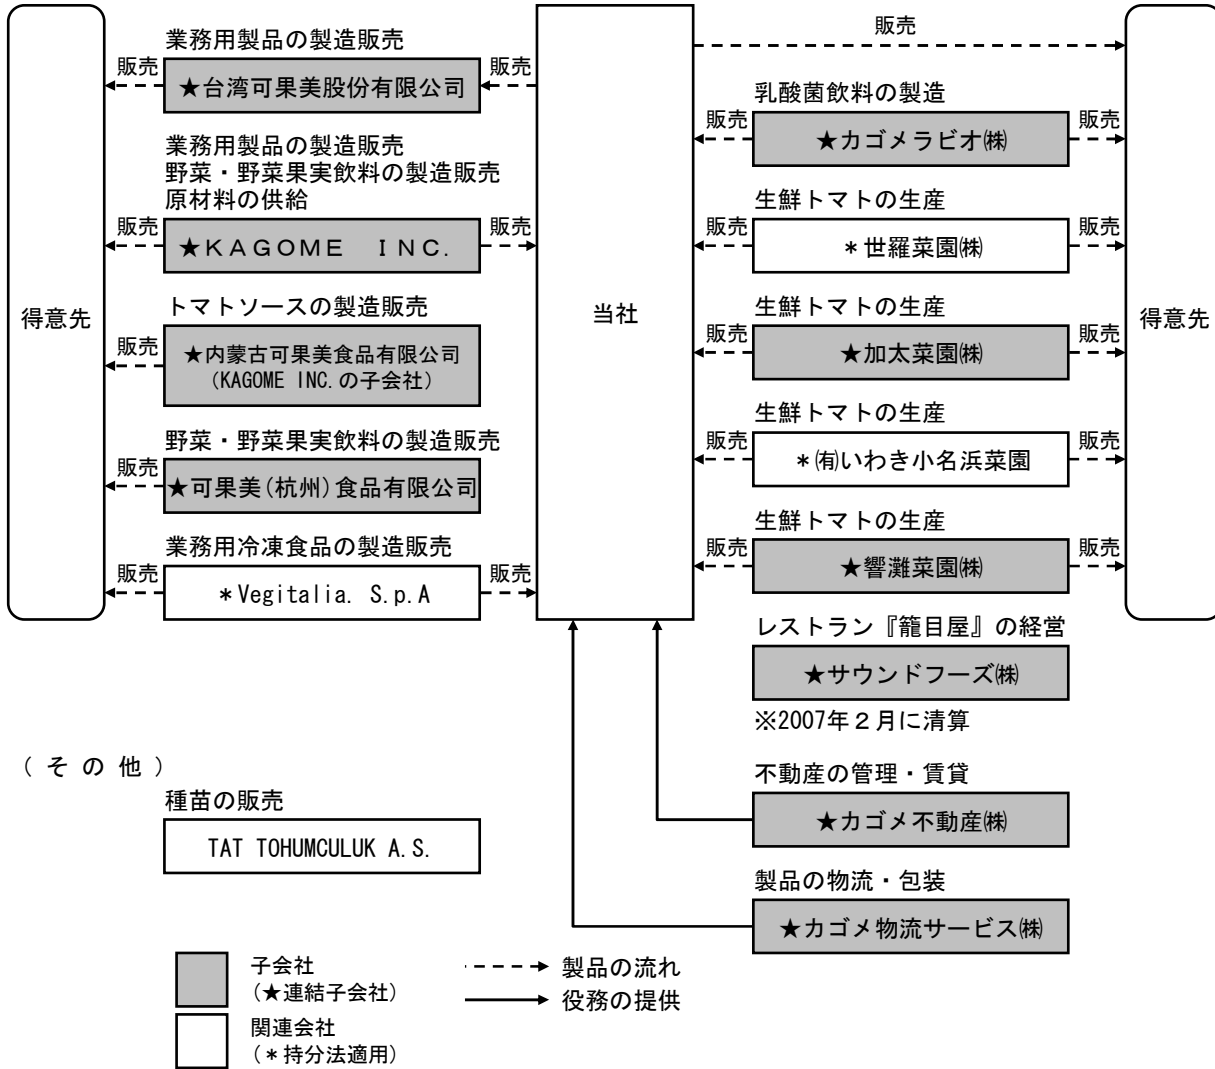 業務用製品の製造販売
販売
★台湾可果美股份有限公司
販売
業務用製品の製造販売
野菜・野菜果実飲料の製造販売
原材料の供給
販売
★KAGOME INC.
販売
トマトソースの製造販売
販売
★内蒙古可果美食品有限公司
(KAGOME INC.の子会社)
野菜・野菜果実飲料の製造販売
販売
★可果美(杭州)食品有限公司
業務用冷凍食品の製造販売
販売
*Vegitalia. S.p.A
販売
得意先
当社
販売
乳酸菌飲料の製造
販売
★カゴメラビオ㈱
販売
生鮮トマトの生産
販売
*世羅菜園㈱
販売
生鮮トマトの生産
販売
★加太菜園㈱
販売
生鮮トマトの生産
販売
*㈲いわき小名浜菜園
販売
生鮮トマトの生産
販売
★響灘菜園㈱
販売
得意先
レストラン『籠目屋』の経営
★サウンドフーズ㈱
※2007年2月に清算
不動産の管理・賃貸
★カゴメ不動産㈱
製品の物流・包装
★カゴメ物流サービス㈱
(その他)
種苗の販売
TAT TOHUMCULUK A.S.
子会社
(★連結子会社)
関連会社
(*持分法適用)
製品の流れ
役務の提供